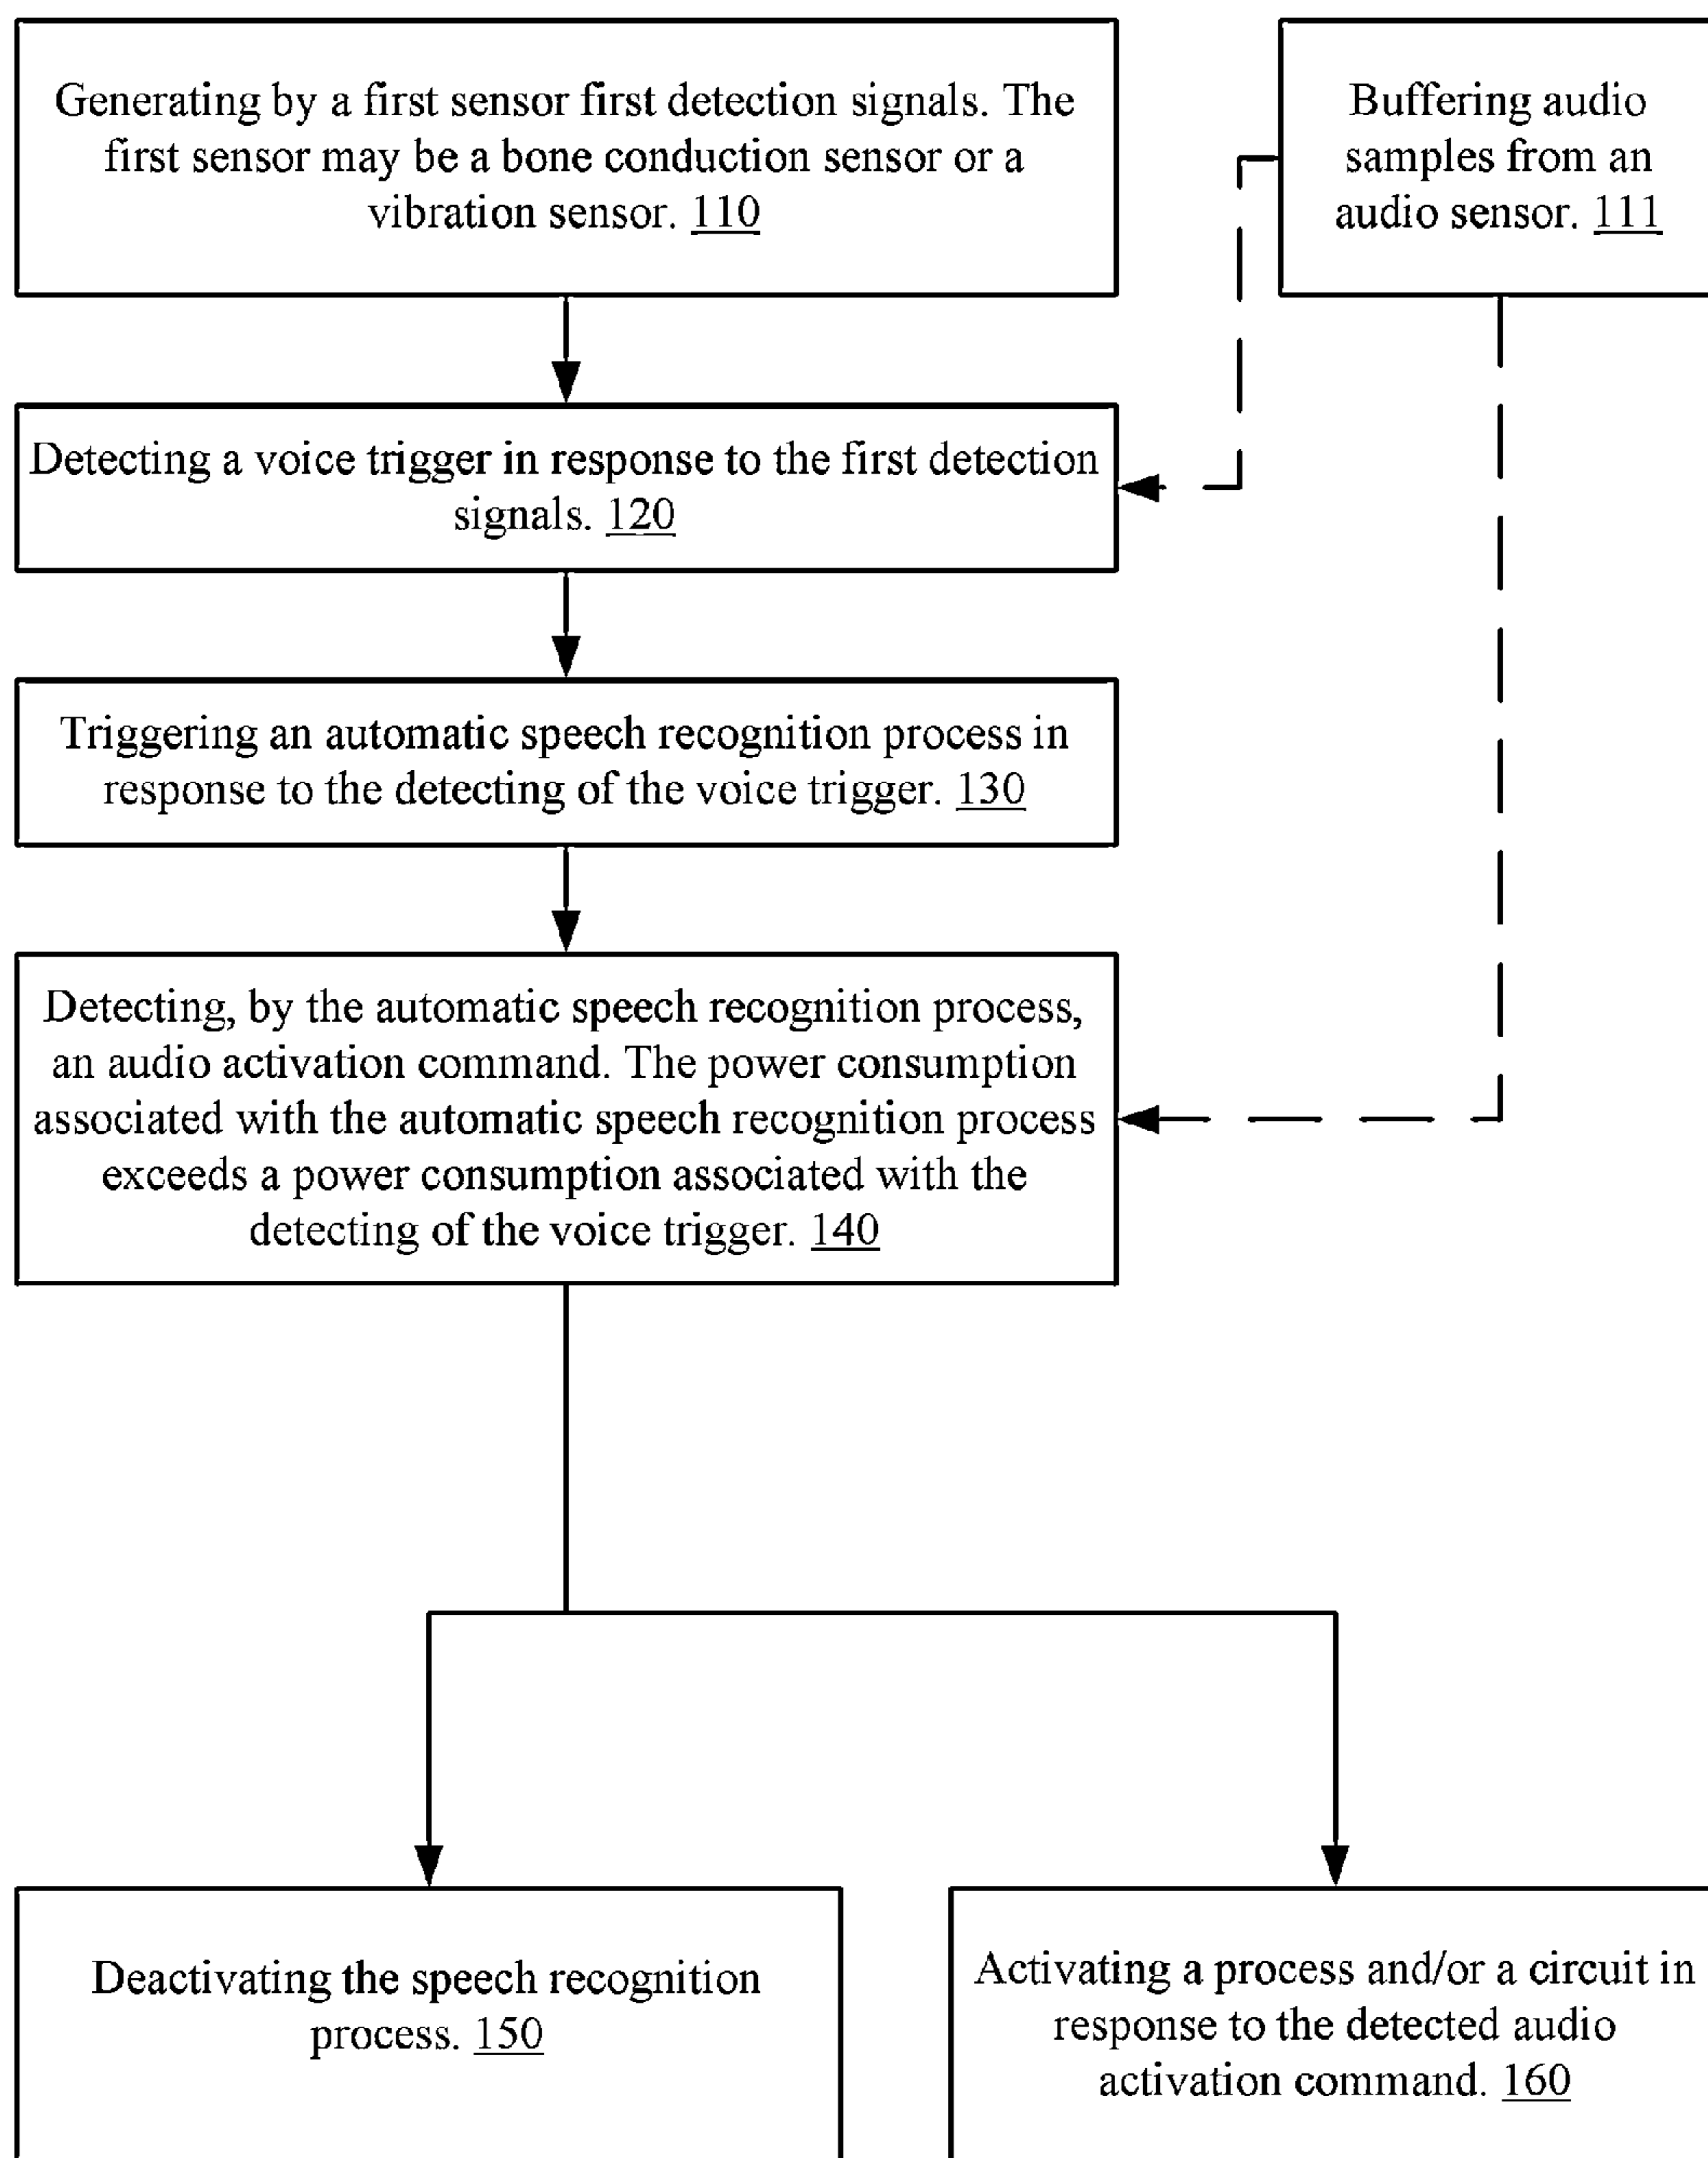 Generating by a first sensor first detection signals. The
first sensor may be a bone conduction sensor or a
vibration sensor. 110
Buffering audio
samples from an
audio sensor. 111
Detecting a voice trigger in response to the first detection
signals. 120
Triggering an automatic speech recognition process in
response to the detecting of the voice trigger. 130
Detecting, by the automatic speech recognition process,
an audio activation command. The power consumption
associated with the automatic speech recognition process
exceeds a power consumption associated with the
detecting of the voice trigger. 140
Deactivating the speech recognition
process. 150
Activating a process and/or a circuit in
response to the detected audio
activation command. 160